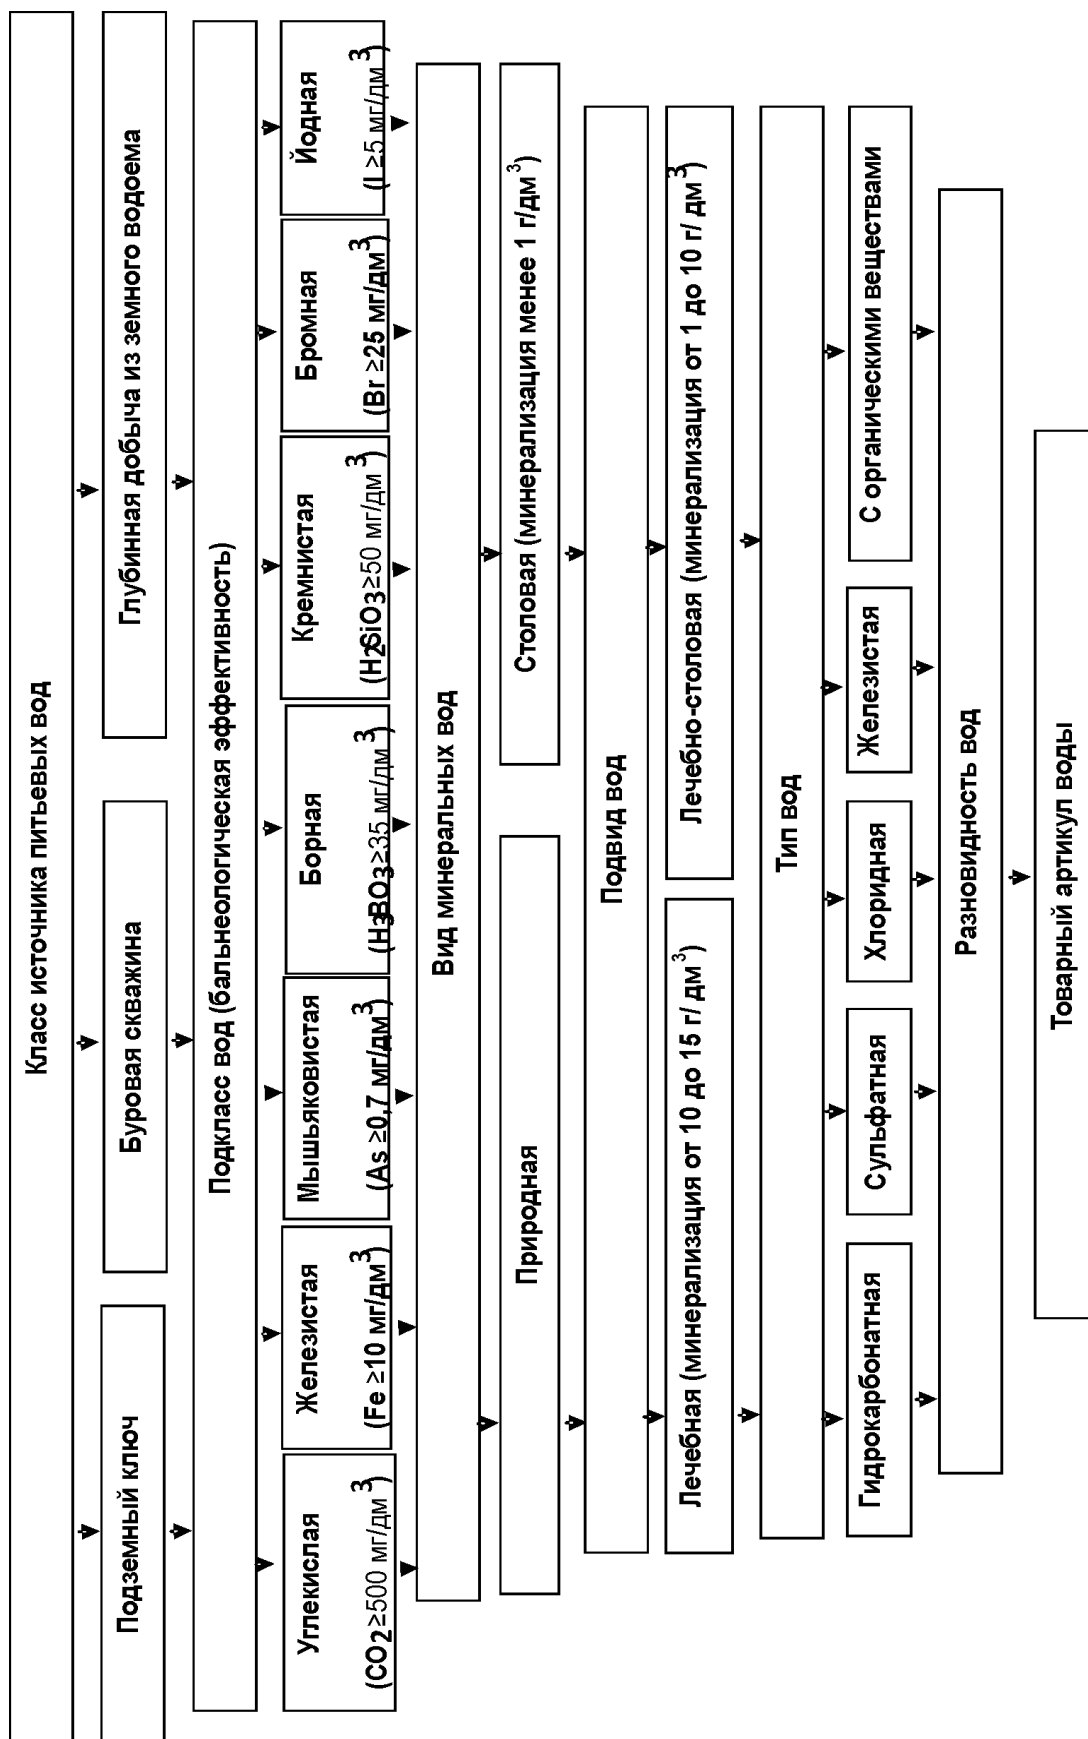 Класс источника питьевых вод
Подземный ключ
Буровая скважина
Глубинная добыча из земного водоема
Подкласс вод (бальнеологическая эффективность)
Углекислая
(CO2≥500 мг/дм3)
Железистая
(Fe ≥10 мг/дм3)
Мышьяковистая
(As ≥0,7 мг/дм3)
Борная
(H3BO3≥35 мг/дм3)
Кремнистая
(H2SiO3≥50 мг/дм3)
Бромная
(Br ≥25 мг/дм3)
Йодная
(I ≥5 мг/дм3)
Вид минеральных вод
Природная
Столовая (минерализация менее 1 г/дм3)
Подвид вод
Лечебная (минерализация от 10 до 15 г/ дм3)
Лечебно-столовая (минерализация от 1 до 10 г/ дм3)
Тип вод
Гидрокарбонатная
Сульфатная
Хлоридная
Железистая
С органическими веществами
Разновидность вод
Товарный артикул воды